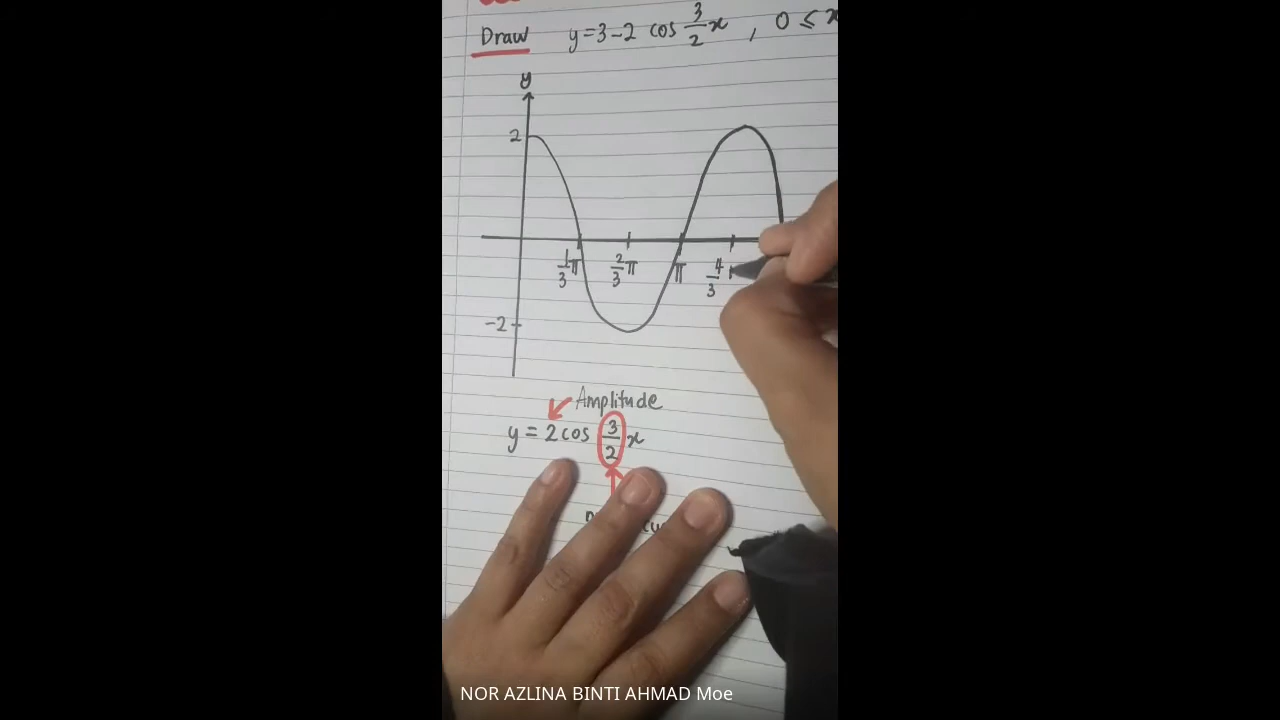 Draw y = 3 - 2 cos 3/2 x , 0 ≤ x
y
2
1/3 π 2/3 π π 4/3
-2
Amplitude
y = 2 cos 3/2 x
NOR AZLINA BINTI AHMAD Moe